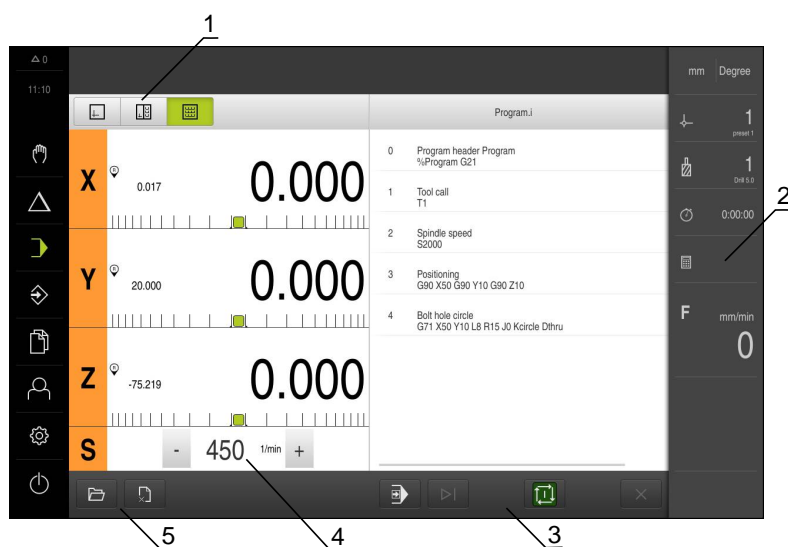 1
0
11:10
mm Degree
Program.i
1
preset 1
1
Drill 5.0
0:00:00
2
F mm/min
0
X R 0.017 0.000
Y R 20.000 0.000
Z R -75.219 0.000
S - 450 1/min +
0 Program header Program
%Program G21
1 Tool call
T1
2 Spindle speed
S2000
3 Positioning
G90 X50 G90 Y10 G90 Z10
4 Bolt hole circle
G71 X50 Y10 L8 R15 J0 Kcircle Dthru
5
4
3